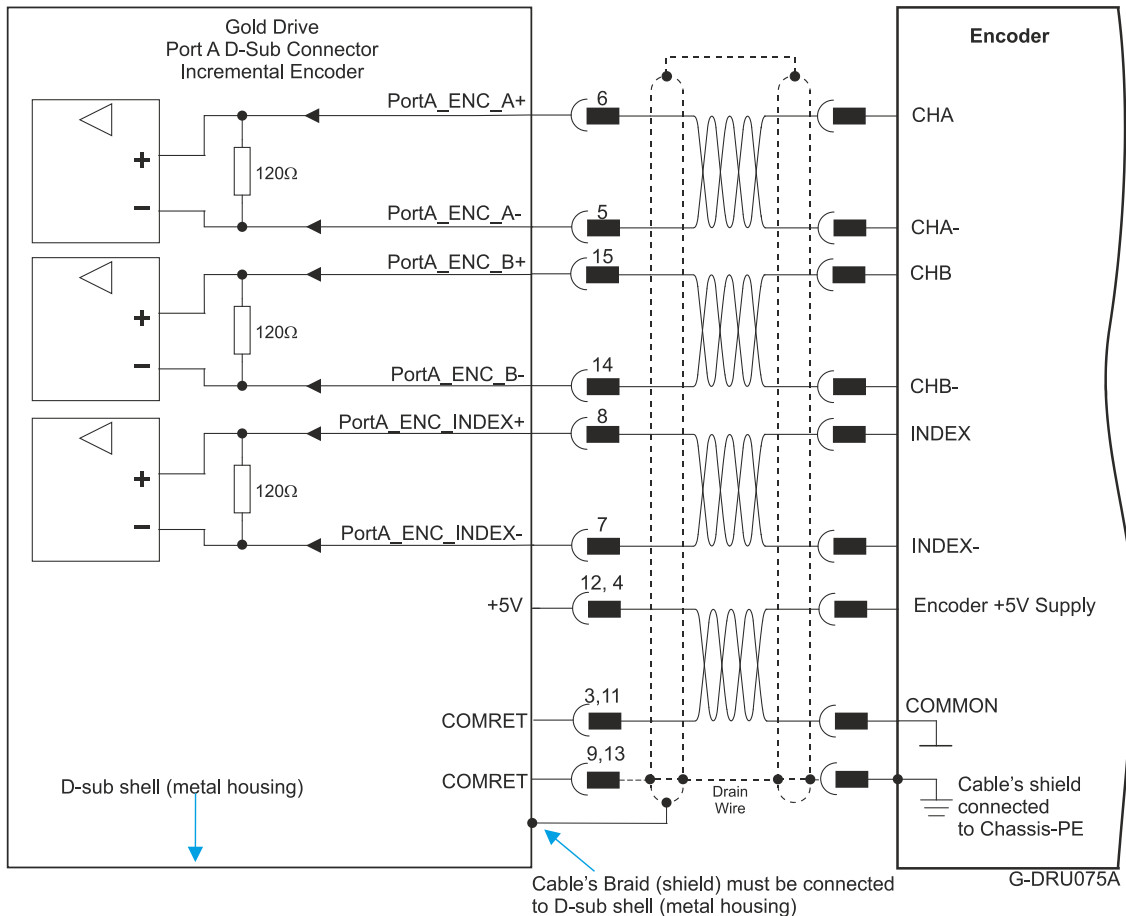 Gold Drive
Port A D-Sub Connector
Incremental Encoder
Encoder
PortA_ENC_A+
6
CHA
+
120Ω
-
PortA_ENC_A-
5
CHA-
PortA_ENC_B+
15
CHB
+
120Ω
-
PortA_ENC_B-
14
CHB-
PortA_ENC_INDEX+
8
INDEX
+
120Ω
-
PortA_ENC_INDEX-
7
INDEX-
+5V
12, 4
Encoder +5V Supply
COMRET
3,11
COMMON
COMRET
9,13
Drain
Wire
Cable's shield
connected
to Chassis-PE
D-sub shell (metal housing)
Cable's Braid (shield) must be connected
to D-sub shell (metal housing)
G-DRU075A